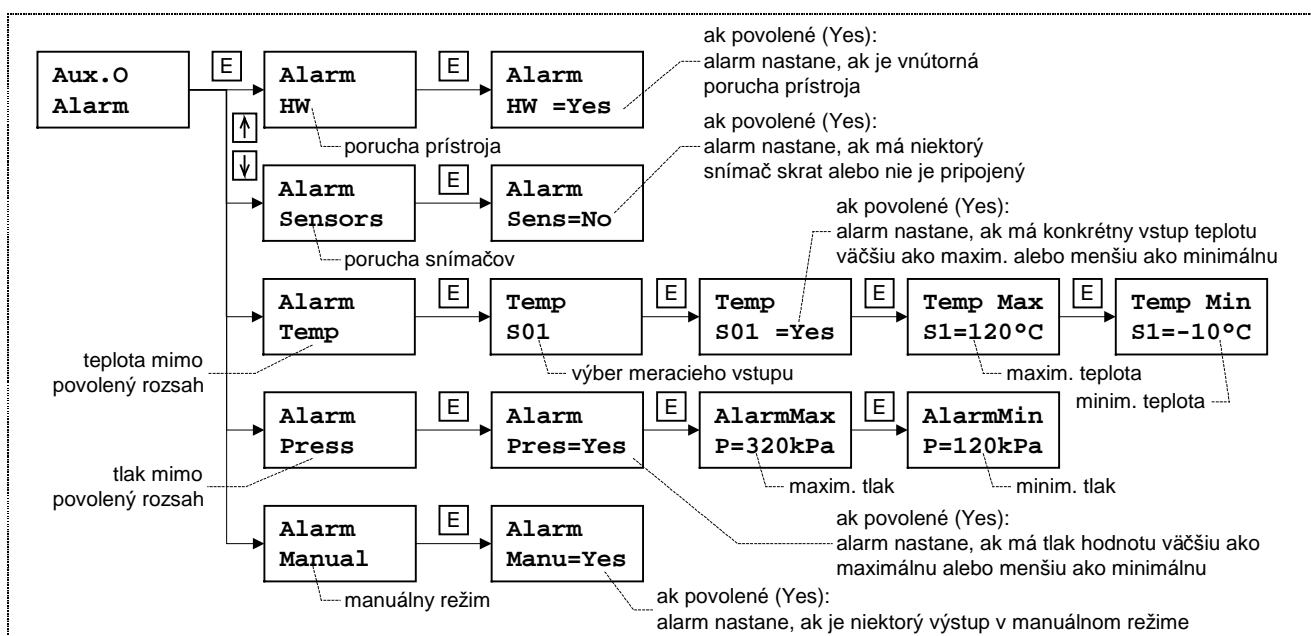 Aux.O
Alarm
E
↑
↓
Alarm
HW
porucha prístroja
E
Alarm
HW =Yes
ak povolené (Yes):
alarm nastane, ak je vnútorná
porucha prístroja
Alarm
Sensors
porucha snímačov
E
Alarm
Sens=No
ak povolené (Yes):
alarm nastane, ak má niektorý
snímač skrat alebo nie je pripojený
Alarm
Temp
teplota mimo
povolený rozsah
E
Temp
S01
výber meracieho vstupu
E
Temp
S01 =Yes
ak povolené (Yes):
alarm nastane, ak má konkrétny vstup teplotu
väčšiu ako maxim. alebo menšiu ako minimálnu
E
Temp Max
S1=120°C
maxim. teplota
E
Temp Min
S1=-10°C
minim. teplota
Alarm
Press
tlak mimo
povolený rozsah
E
Alarm
Pres=Yes
E
AlarmMax
P=320kPa
maxim. tlak
E
AlarmMin
P=120kPa
minim. tlak
ak povolené (Yes):
alarm nastane, ak má tlak hodnotu väčšiu ako
maximálnu alebo menšiu ako minimálnu
Alarm
Manual
manuálny režim
E
Alarm
Manu=Yes
ak povolené (Yes):
alarm nastane, ak je niektorý výstup v manuálnom režime